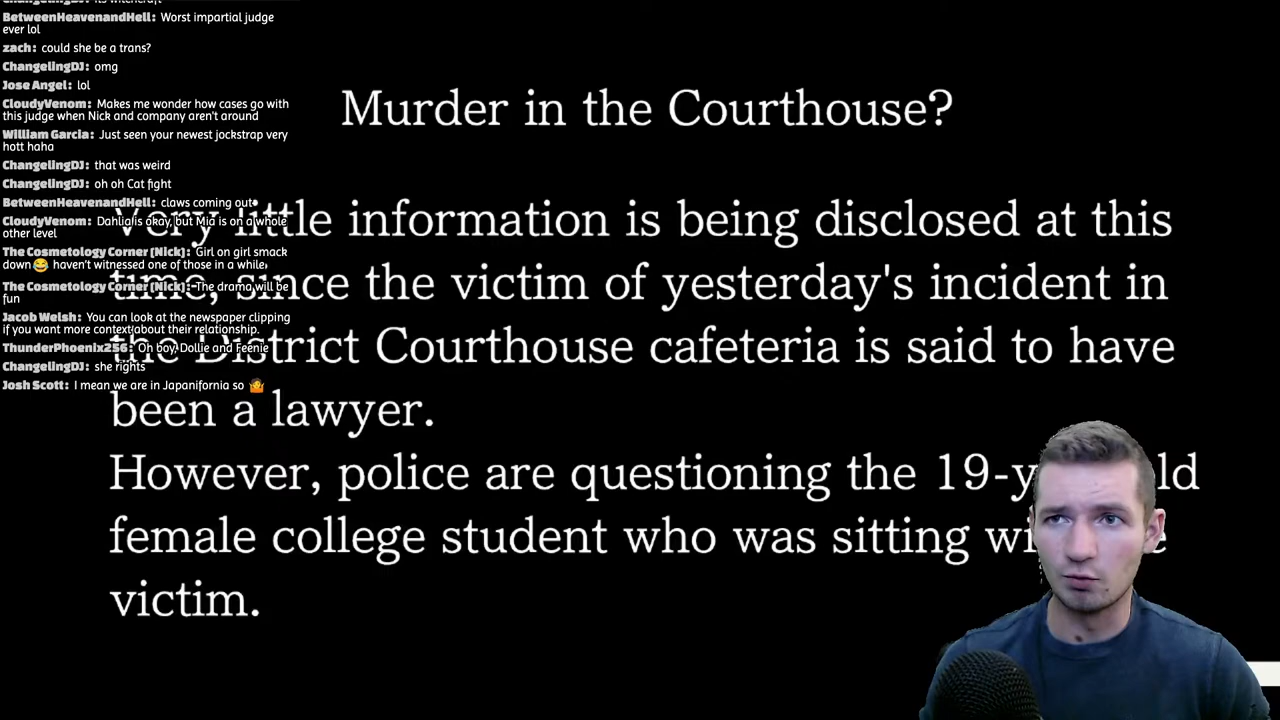 BetweenHeavenandHell: Worst impartial judge
ever lol
zach: could she be a trans?
ChangelingDJ: omg
Jose Angel: lol
CloudyVenom: Makes me wonder how cases go with
this judge when Nick and company aren't around
William Garcia: Just seen your newest jockstrap very
hott haha
ChangelingDJ: that was weird
ChangelingDJ: oh oh Cat fight
BetweenHeavenandHell: claws coming out
CloudyVenom: Dahlia is okay, but Mia is on a whole
other level
The Cosmetology Corner (Nick): Girl on girl smack
down😂 haven't witnessed one of those in a while
The Cosmetology Corner (Nick): The drama will be
fun
Jacob Welsh: You can look at the newspaper clipping
if you want more context about their relationship.
ThunderPhoenix256: Oh boy, Dollie and Feenie
ChangelingDJ: she rights
Josh Scott: I mean we are in Japanifornia so 🤷
Murder in the Courthouse?
Very little information is being disclosed at this
time, since the victim of yesterday's incident in
the District Courthouse cafeteria is said to have
been a lawyer.
However, police are questioning the 19-y ld
female college student who was sitting wi e
victim.